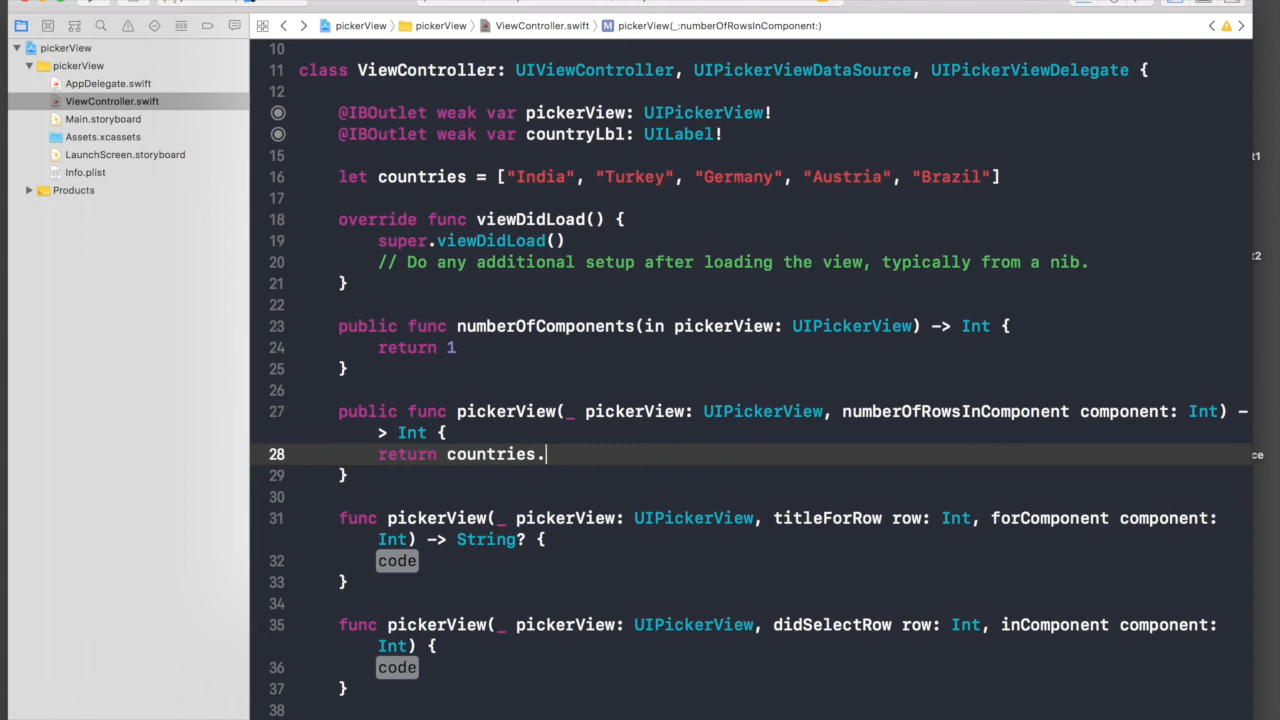 pickerView
pickerView
AppDelegate.swift
ViewController.swift
Main.storyboard
Assets.xcassets
LaunchScreen.storyboard
Info.plist
Products
pickerView
pickerView
ViewController.swift
M pickerView(_:numberOfRowsInComponent:)
10
11 class ViewController: UIViewController, UIPickerViewDataSource, UIPickerViewDelegate {
12
@IBOutlet weak var pickerView: UIPickerView!
@IBOutlet weak var countryLbl: UILabel!
15
16 let countries = ["India", "Turkey", "Germany", "Austria", "Brazil"]
17
18 override func viewDidLoad() {
19 super.viewDidLoad()
20 // Do any additional setup after loading the view, typically from a nib.
21 }
22
23 public func numberOfComponents(in pickerView: UIPickerView) -> Int {
24 return 1
25 }
26
27 public func pickerView(_ pickerView: UIPickerView, numberOfRowsInComponent component: Int) -
> Int {
28 return countries.
29 }
30
31 func pickerView(_ pickerView: UIPickerView, titleForRow row: Int, forComponent component:
Int) -> String? {
32 code
33 }
34
35 func pickerView(_ pickerView: UIPickerView, didSelectRow row: Int, inComponent component:
Int) {
36 code
37 }
38